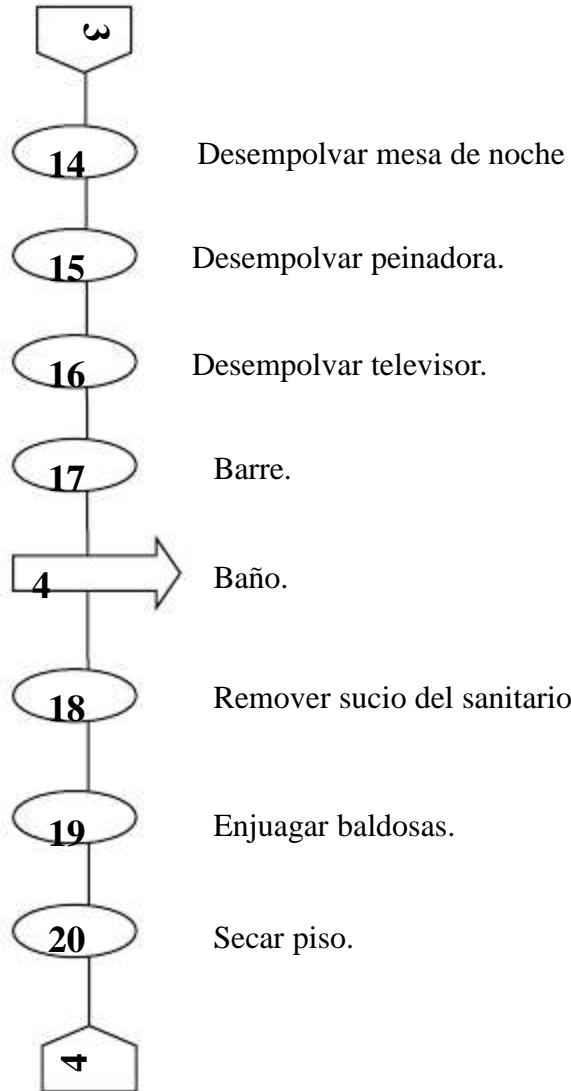 3
14 Desempolvar mesa de noche
15 Desempolvar peinadora.
16 Desempolvar televisor.
17 Barre.
4 Baño.
18 Remover sucio del sanitario
19 Enjuagar baldosas.
20 Secar piso.
4